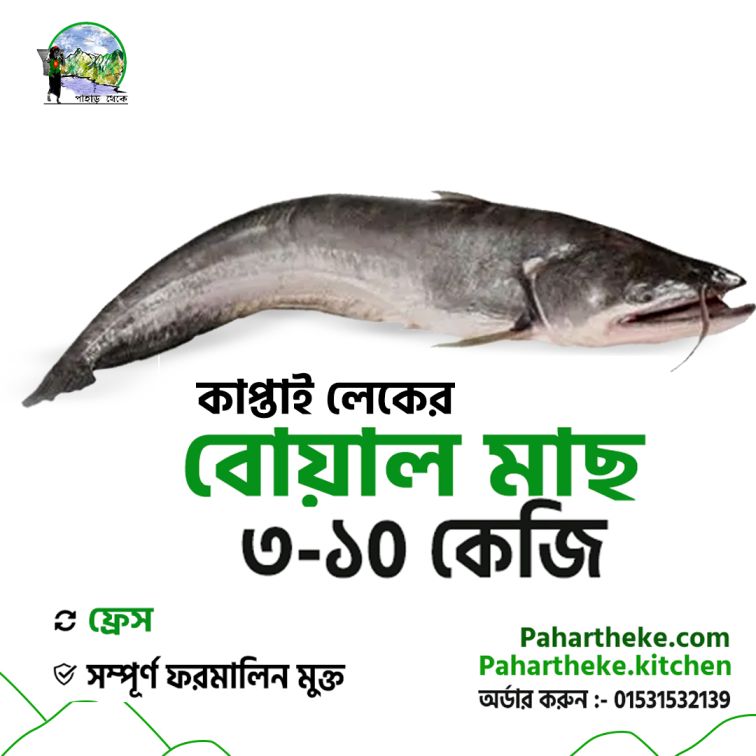 পাহাড় থেকে
কাপ্তাই লেকের
বোয়াল মাছ
৩-১০ কেজি
ফ্রেস
সম্পূর্ণ ফরমালিন মুক্ত
Pahartheke.com
Pahartheke.kitchen
অর্ডার করুন :- 01531532139